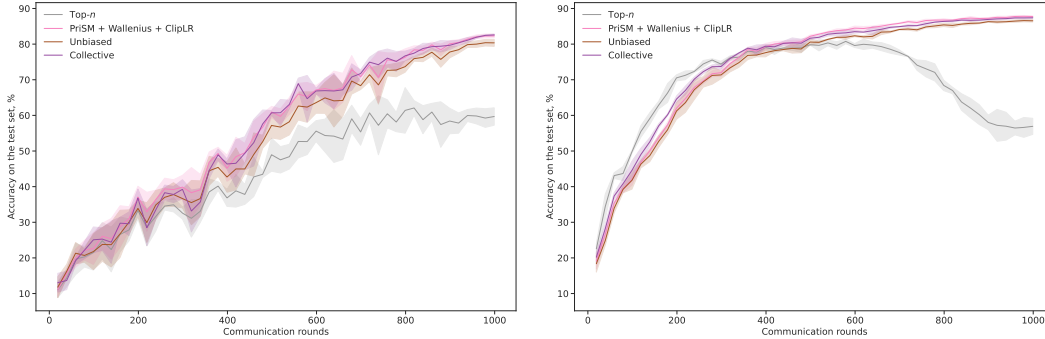 90
80
70
60
50
40
30
20
10
Accuracy on the test set, %
Top-n
PriSM + Wallenius + ClipLR
Unbiased
Collective
0
200
400
600
800
1000
Communication rounds
90
80
70
60
50
40
30
20
10
Accuracy on the test set, %
Top-n
PriSM + Wallenius + ClipLR
Unbiased
Collective
0
200
400
600
800
1000
Communication rounds